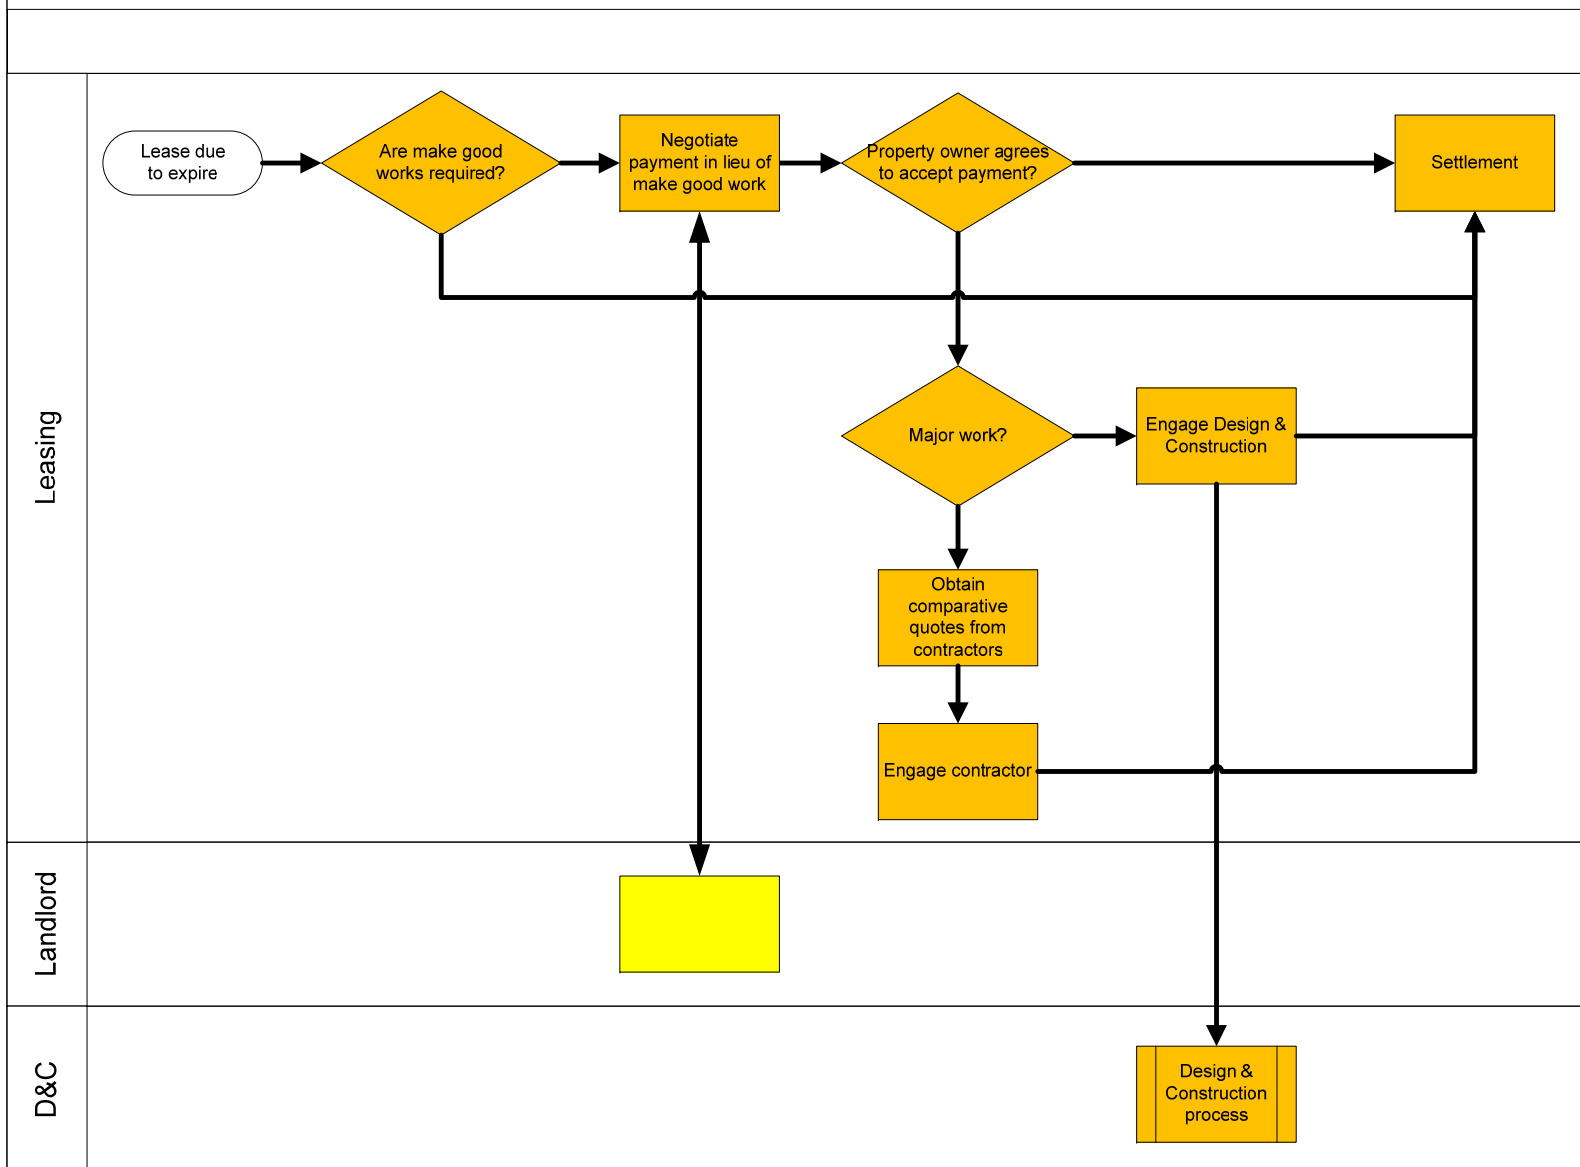 Lease due
to expire
Are make good
works required?
Negotiate
payment in lieu of
make good work
Property owner agrees
to accept payment?
Settlement
Leasing
Major work?
Engage Design &
Construction
Obtain
comparative
quotes from
contractors
Engage contractor
Landlord
D&C
Design &
Construction
process